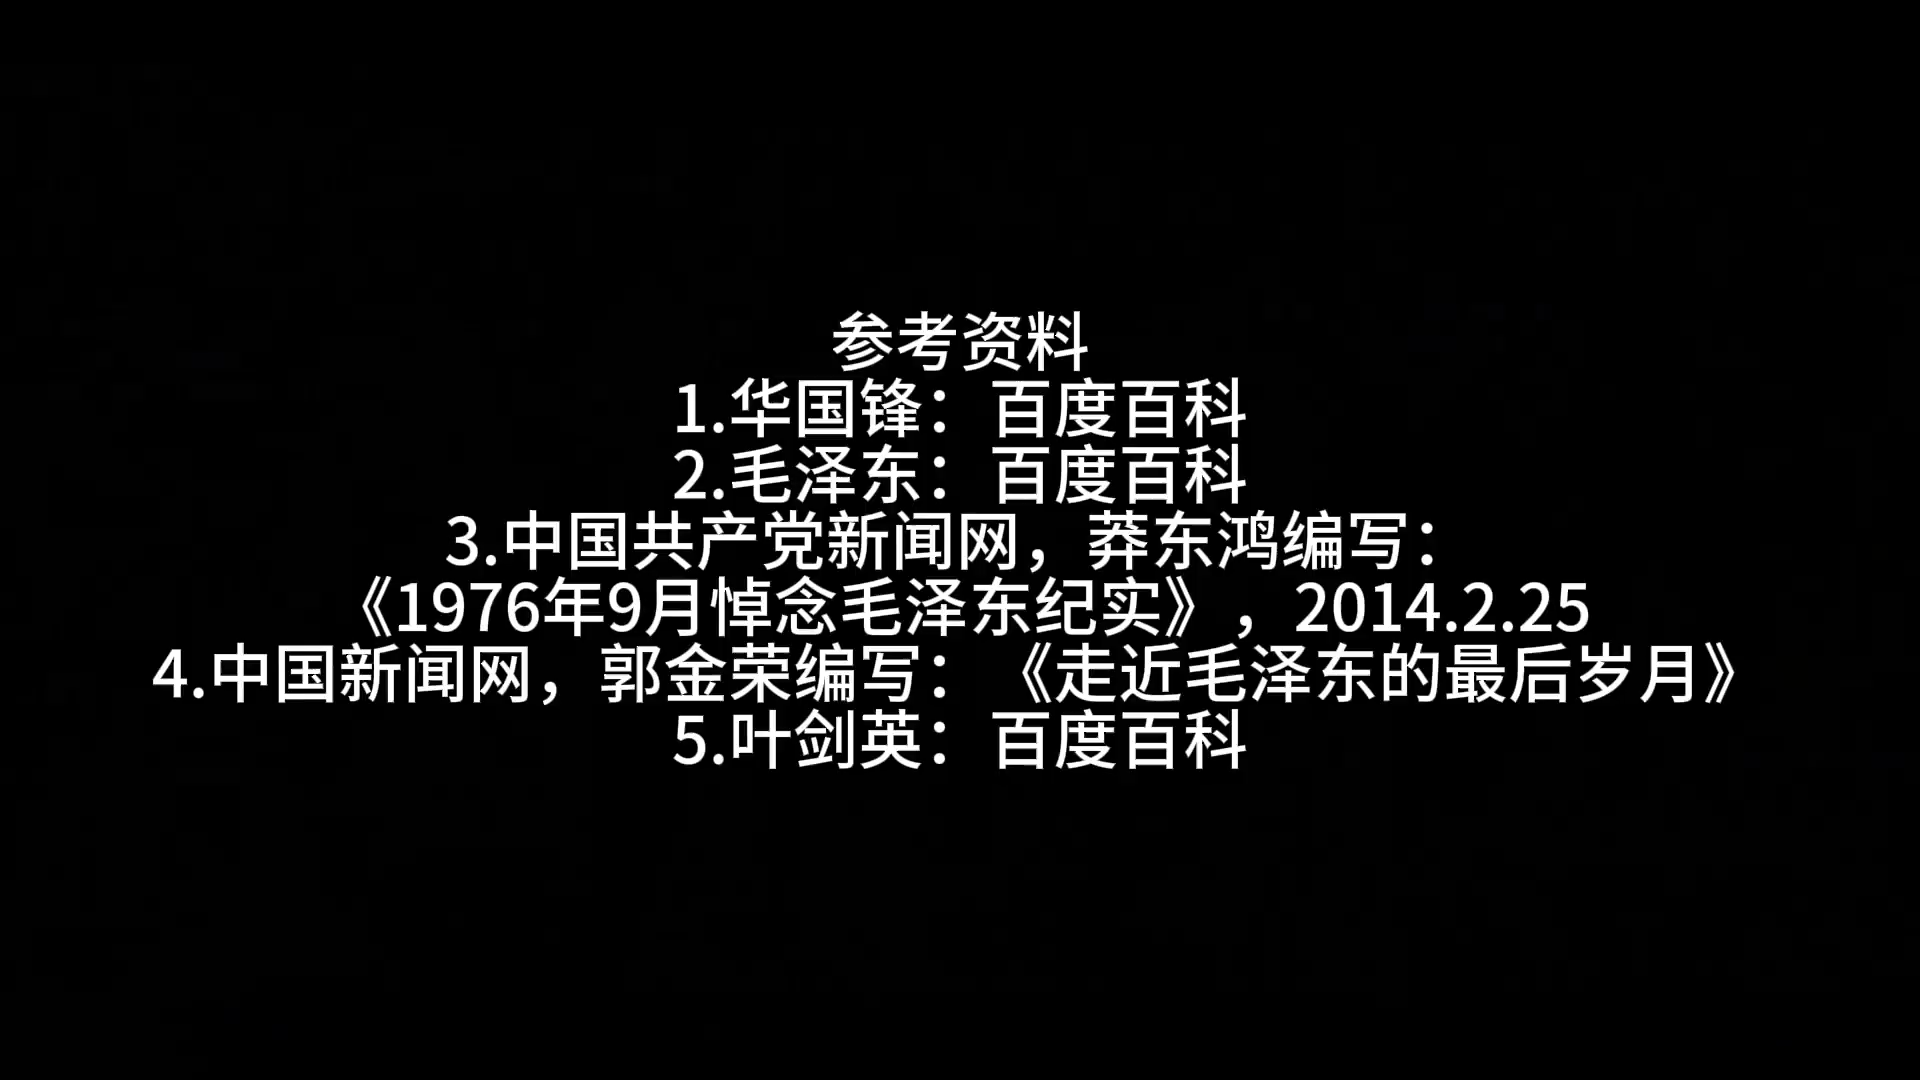 参考资料
1.华国锋：百度百科
2.毛泽东：百度百科
3.中国共产党新闻网，莽东鸿编写：
《1976年9月悼念毛泽东纪实》，2014.2.25
4.中国新闻网，郭金荣编写：《走近毛泽东的最后岁月》
5.叶剑英：百度百科